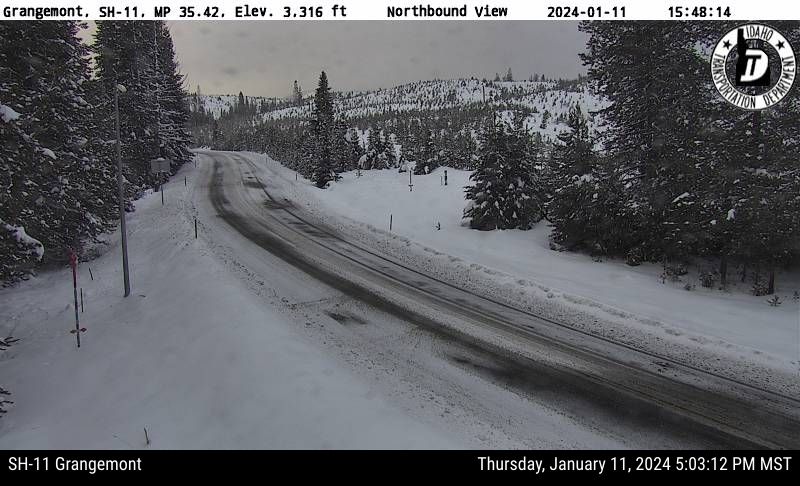 Grangemont, SH-11, MP 35.42, Elev. 3,316 ft Northbound View 2024-01-11 15:48:14
IDAHO
TRANSPORTATION DEPARTMENT
SH-11 Grangemont Thursday, January 11, 2024 5:03:12 PM MST